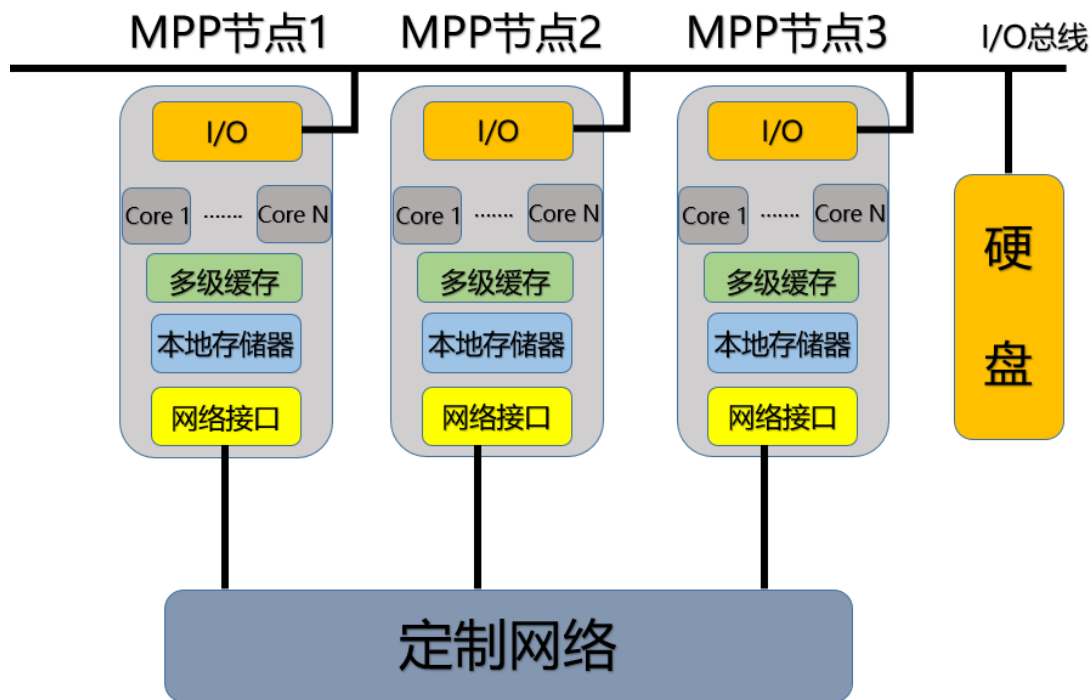 MPP节点1 MPP节点2 MPP节点3 I/O总线
I/O I/O I/O
Core 1 ······· Core N Core 1 ······· Core N Core 1 ······· Core N
硬
多级缓存 多级缓存 多级缓存
本地存储器 本地存储器 本地存储器
盘
网络接口 网络接口 网络接口
定制网络